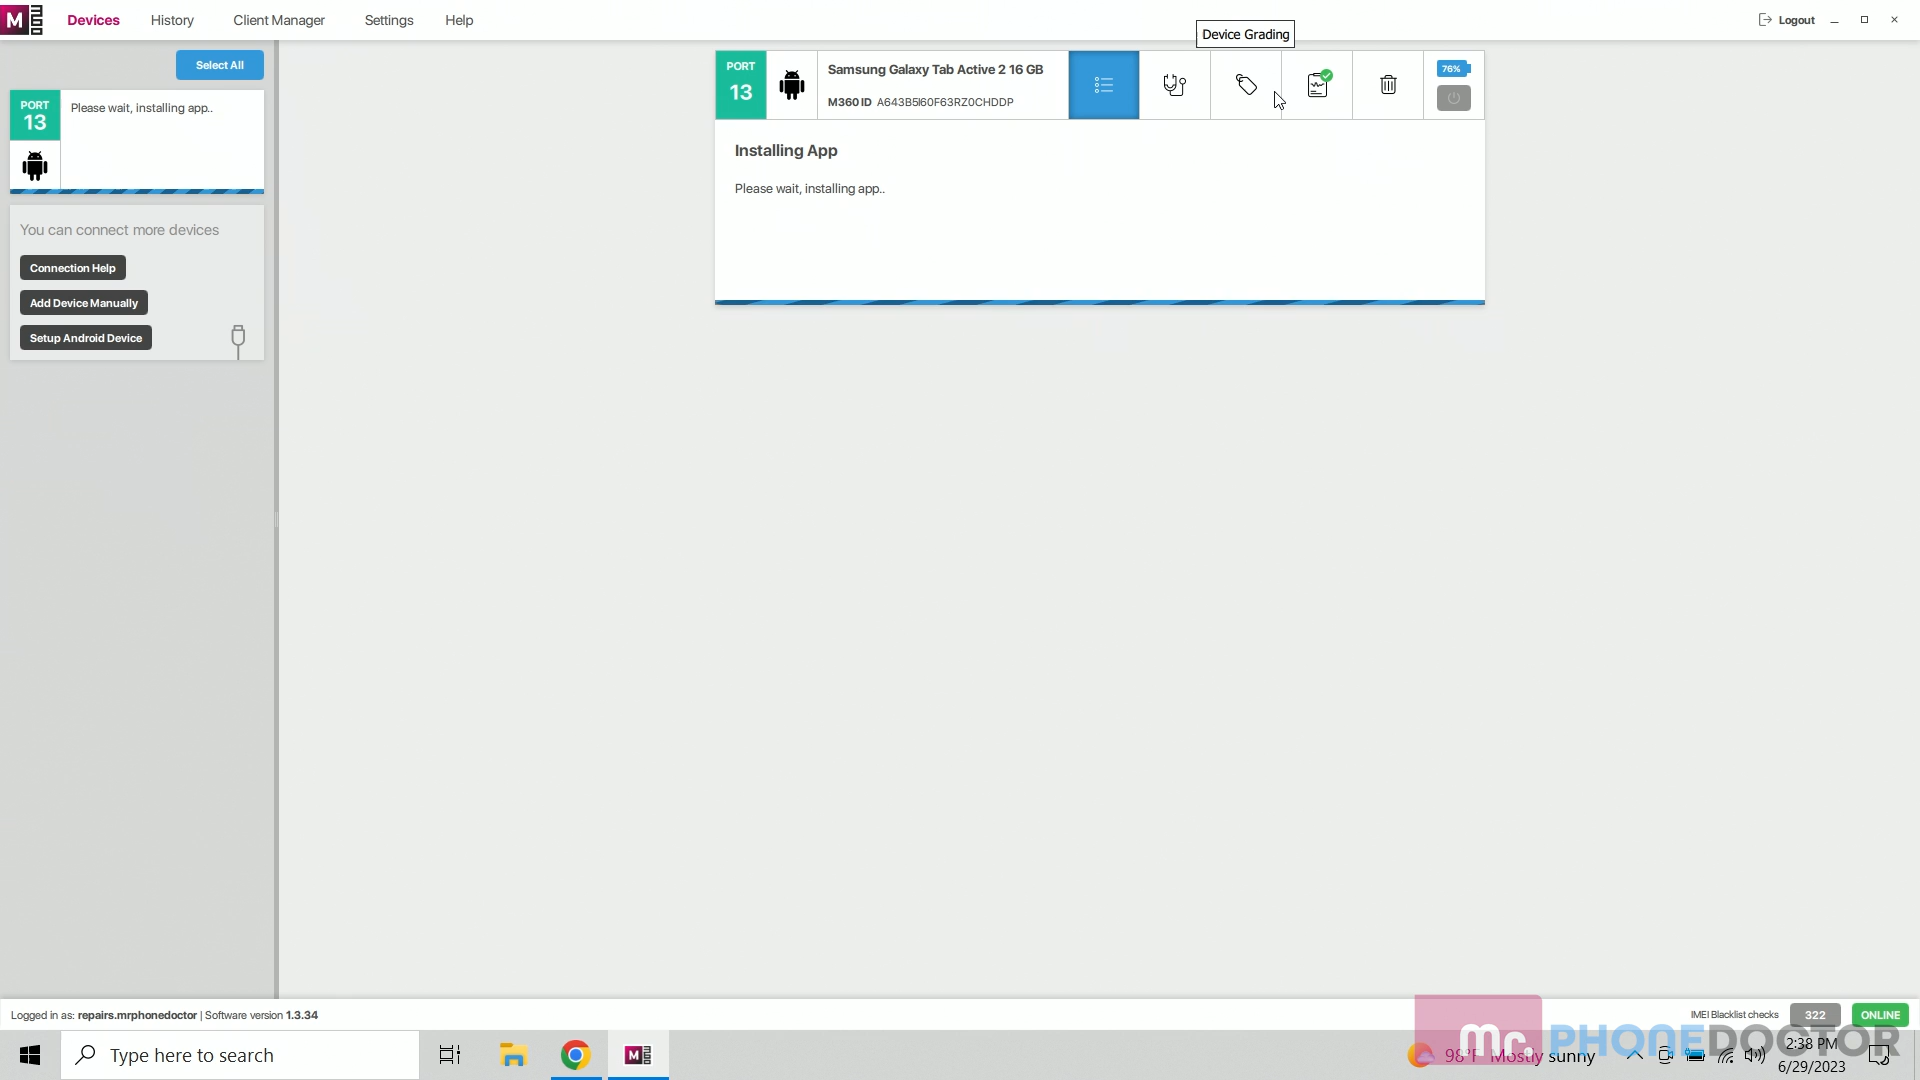 M 360
Devices
History
Client Manager
Settings
Help
Device Grading
Logout
Select All
PORT
13
Please wait, installing app..
You can connect more devices
Connection Help
Add Device Manually
Setup Android Device
PORT
13
Samsung Galaxy Tab Active 2 16 GB
M360 ID A643B5I60F63RZ0CHDDP
76%
Installing App
Please wait, installing app..
Logged in as: repairs.mrphonedoctor | Software version 1.3.34
IMEI Blacklist checks
322
ONLINE
Type here to search
98°F Mostly sunny
mr. PHONEDOCTOR
2:38 PM
6/29/2023